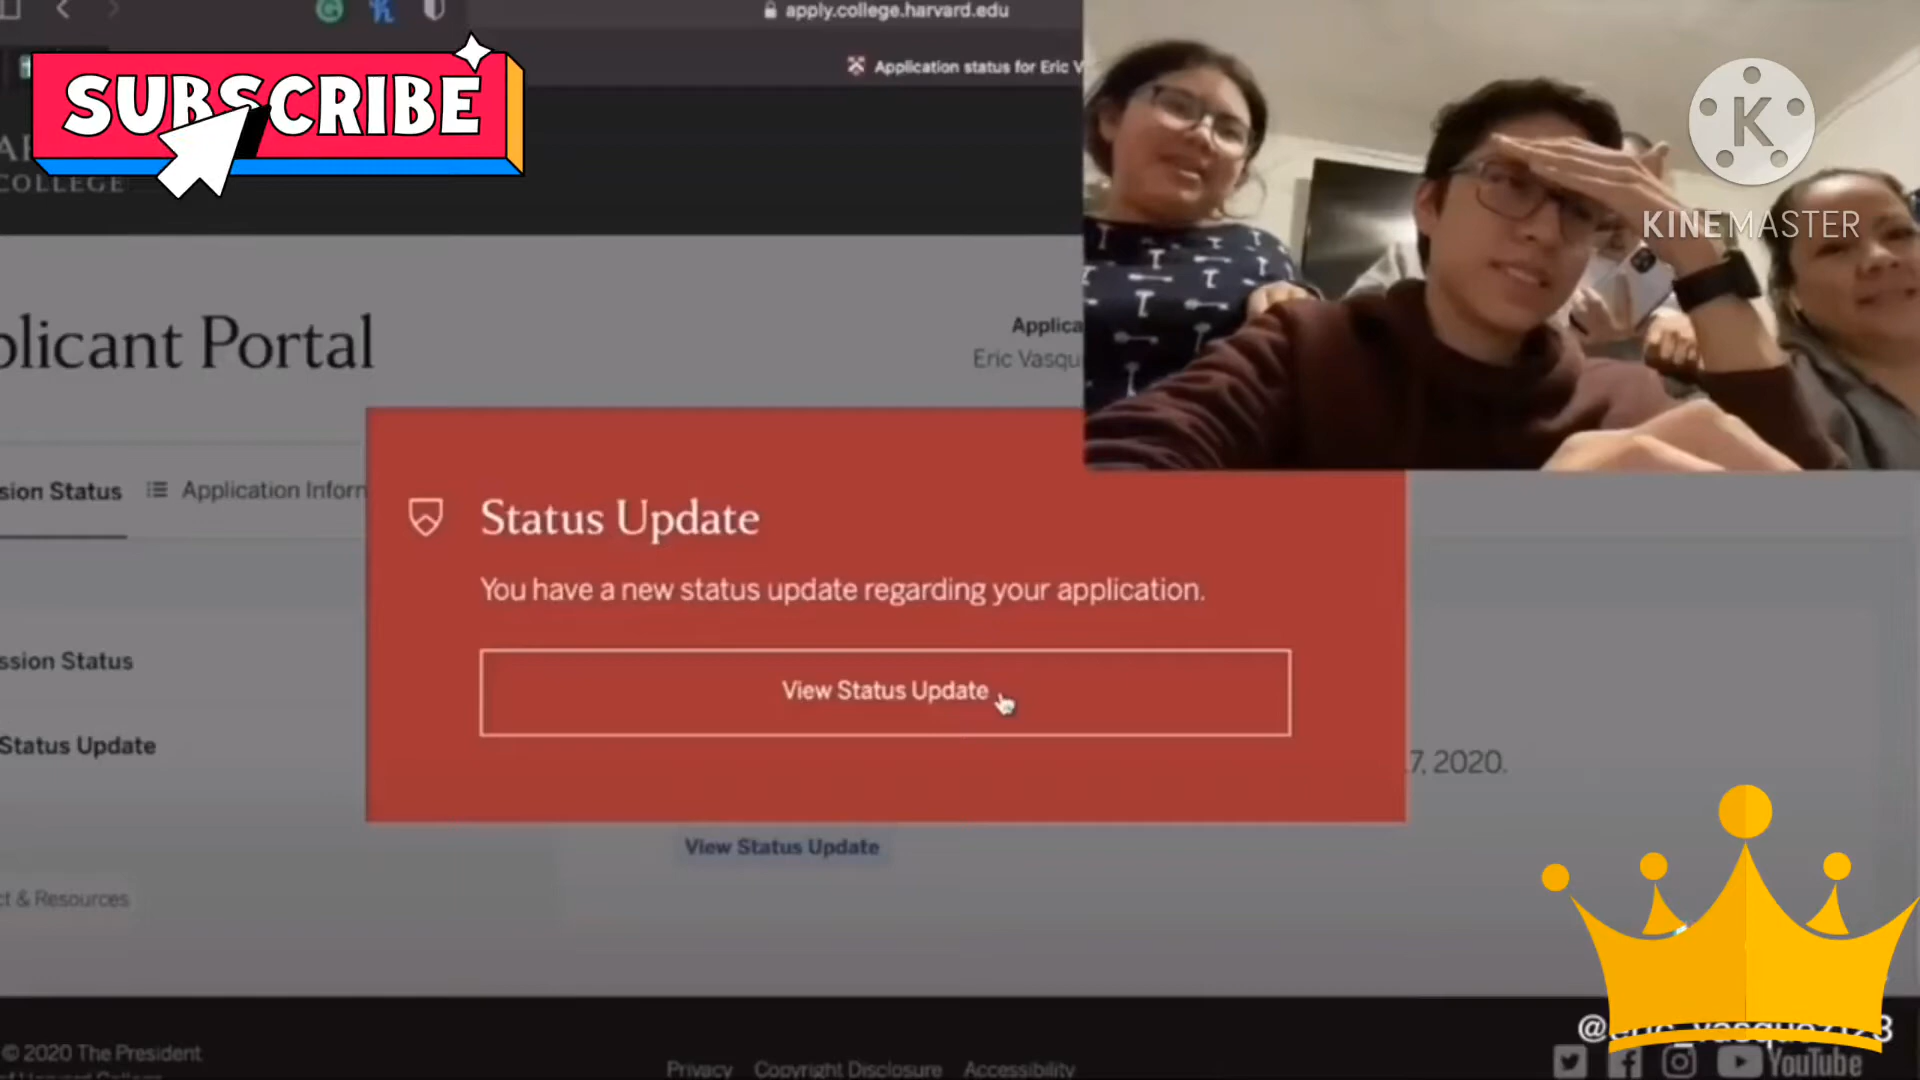 apply.college.harvard.edu
Application status for Eric V
SUBSCRIBE
COLLEGE
KINEMASTER
plicant Portal
Applica
Eric Vasqu
sion Status
Application Inforn
Status Update
You have a new status update regarding your application.
View Status Update
ssion Status
Status Update
7, 2020.
View Status Update
ct & Resources
© 2020 The President
Privacy
Copyright Disclosure
Accessibility
YouTube